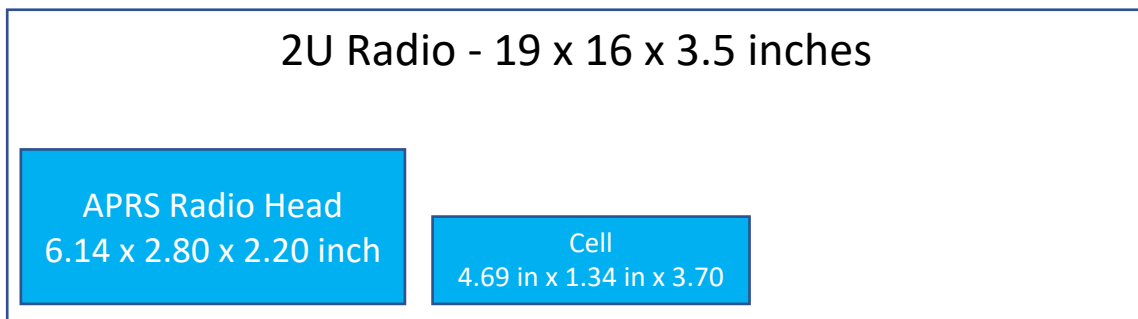 2U Radio - 19 x 16 x 3.5 inches
APRS Radio Head
6.14 x 2.80 x 2.20 inch
Cell
4.69 in x 1.34 in x 3.70